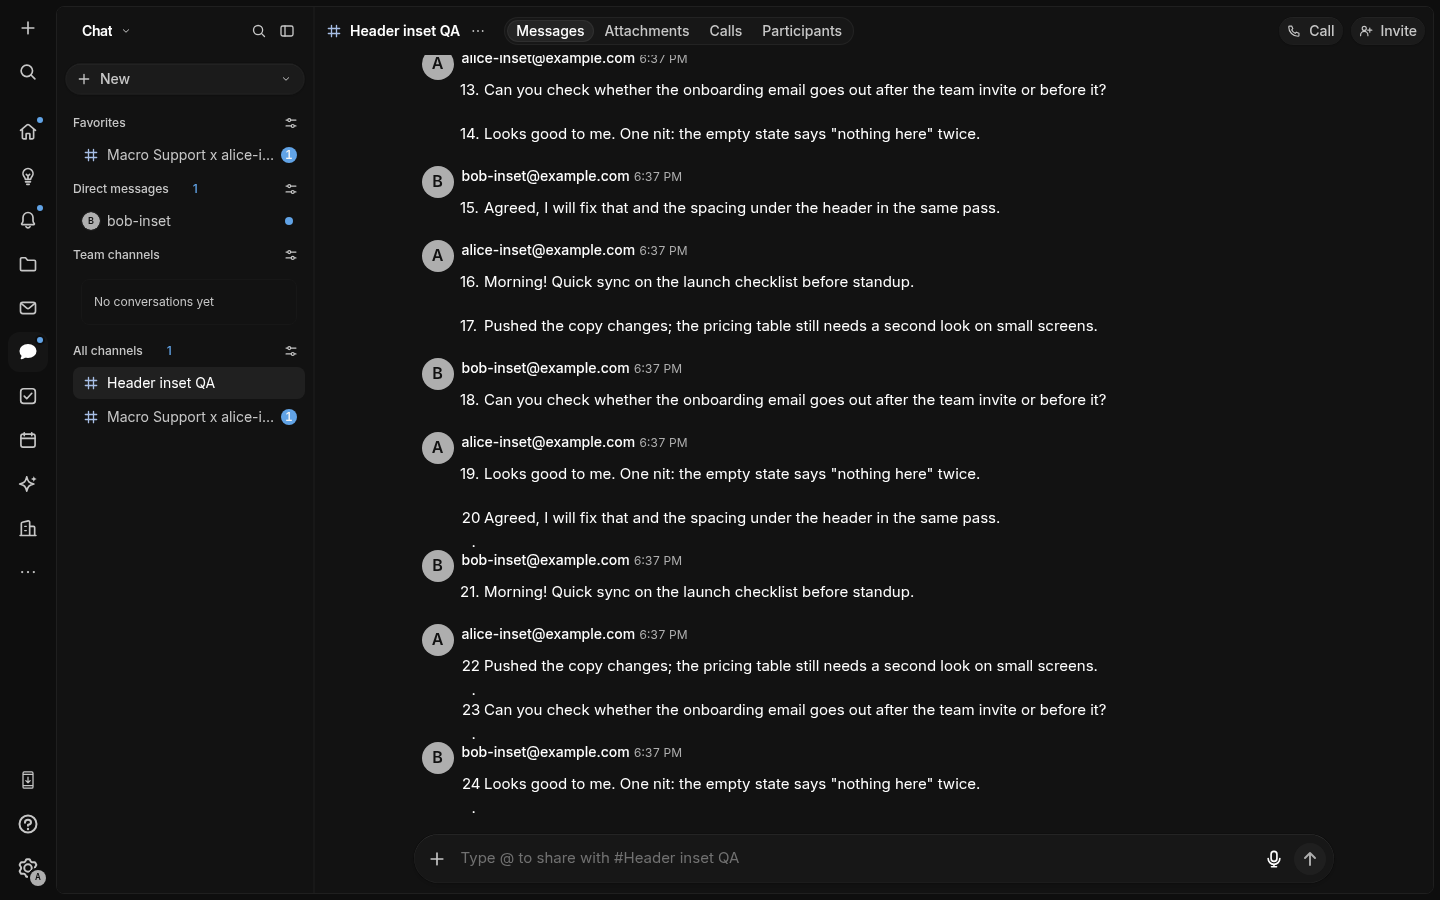 Chat
New
Favorites
Macro Support x alice-i... 1
Direct messages 1
B bob-inset
Team channels
No conversations yet
All channels 1
Header inset QA
Macro Support x alice-i... 1
A
Header inset QA ... Messages Attachments Calls Participants Call Invite
A alice-inset@example.com 6:37 PM
13. Can you check whether the onboarding email goes out after the team invite or before it?
14. Looks good to me. One nit: the empty state says "nothing here" twice.
B bob-inset@example.com 6:37 PM
15. Agreed, I will fix that and the spacing under the header in the same pass.
A alice-inset@example.com 6:37 PM
16. Morning! Quick sync on the launch checklist before standup.
17. Pushed the copy changes; the pricing table still needs a second look on small screens.
B bob-inset@example.com 6:37 PM
18. Can you check whether the onboarding email goes out after the team invite or before it?
A alice-inset@example.com 6:37 PM
19. Looks good to me. One nit: the empty state says "nothing here" twice.
20 Agreed, I will fix that and the spacing under the header in the same pass.
.
B bob-inset@example.com 6:37 PM
21. Morning! Quick sync on the launch checklist before standup.
A alice-inset@example.com 6:37 PM
22 Pushed the copy changes; the pricing table still needs a second look on small screens.
.
23 Can you check whether the onboarding email goes out after the team invite or before it?
.
B bob-inset@example.com 6:37 PM
24 Looks good to me. One nit: the empty state says "nothing here" twice.
.
Type @ to share with #Header inset QA